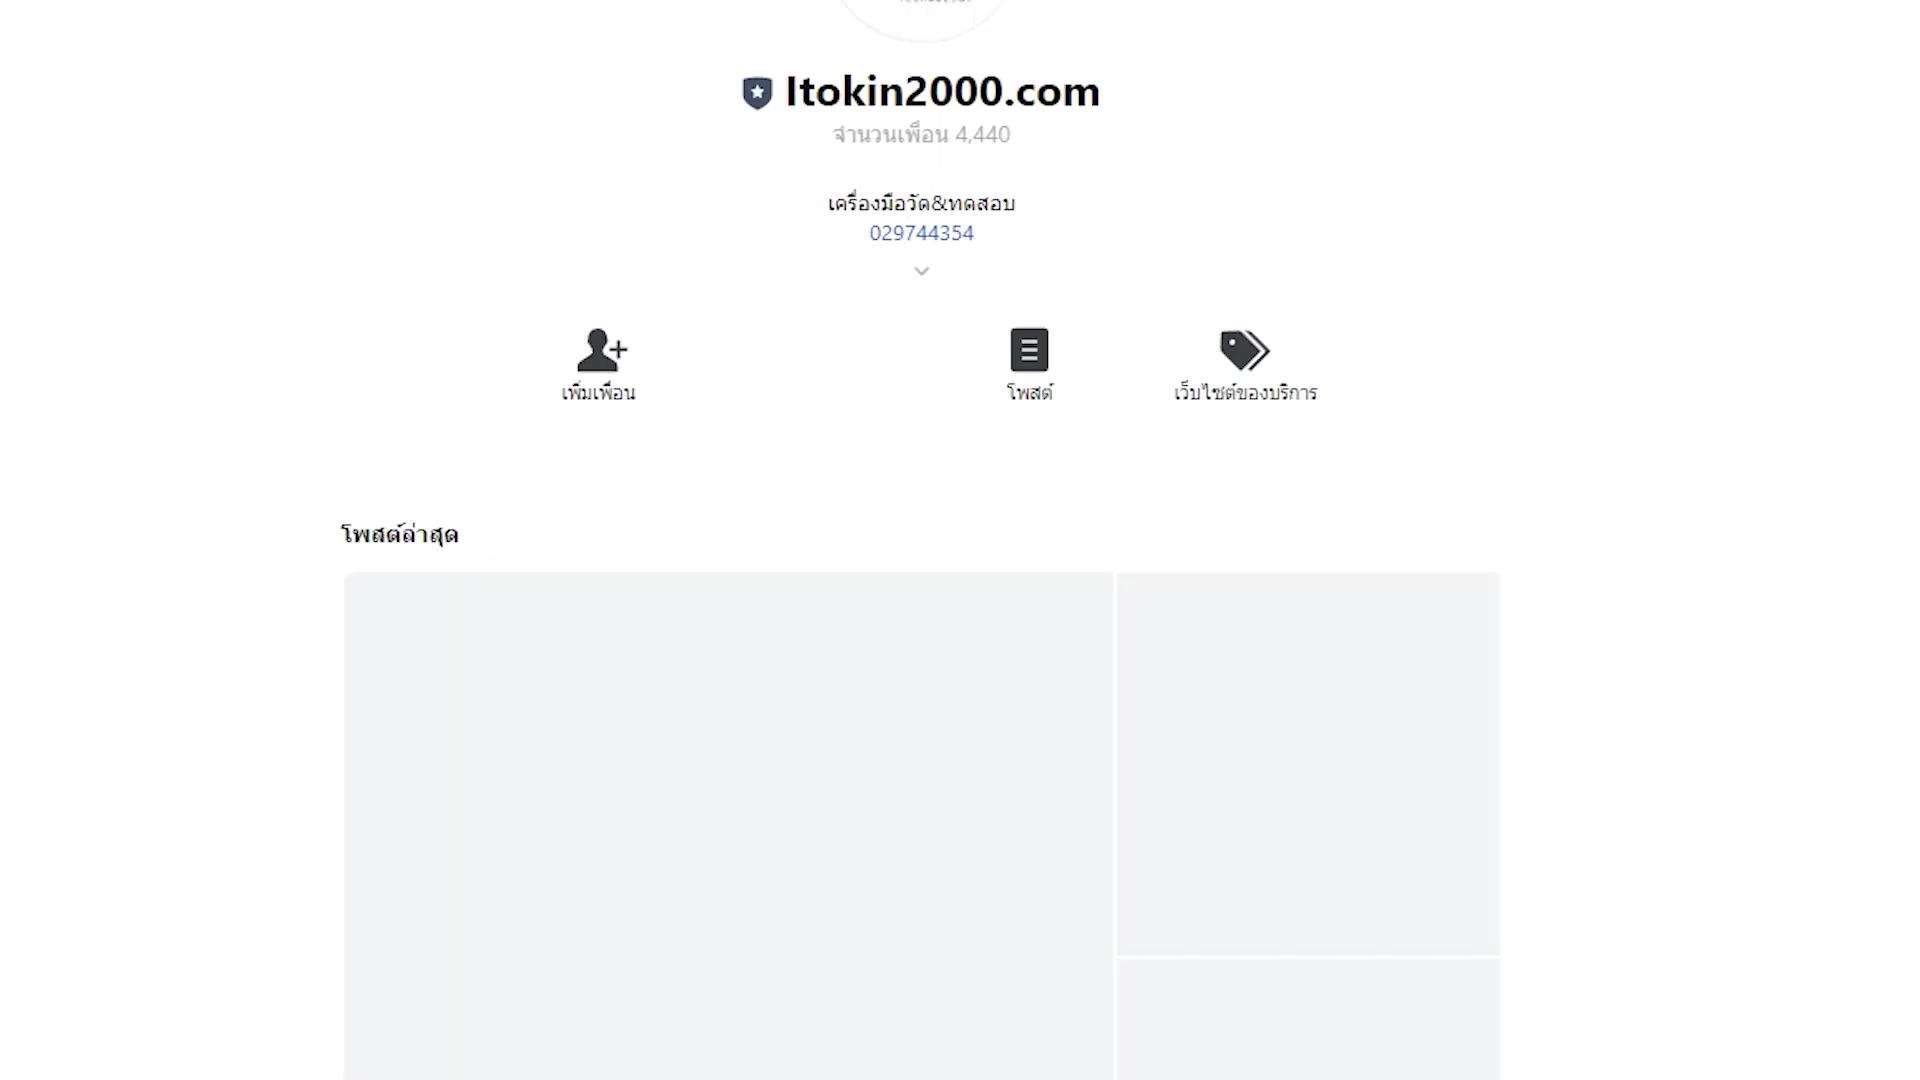 Itokin2000.com
จำนวนเพื่อน 4,440
เครื่องมือวัด&ทดสอบ
029744354
เพิ่มเพื่อน
โพสต์
เว็บไซต์ของบริการ
โพสต์ล่าสุด